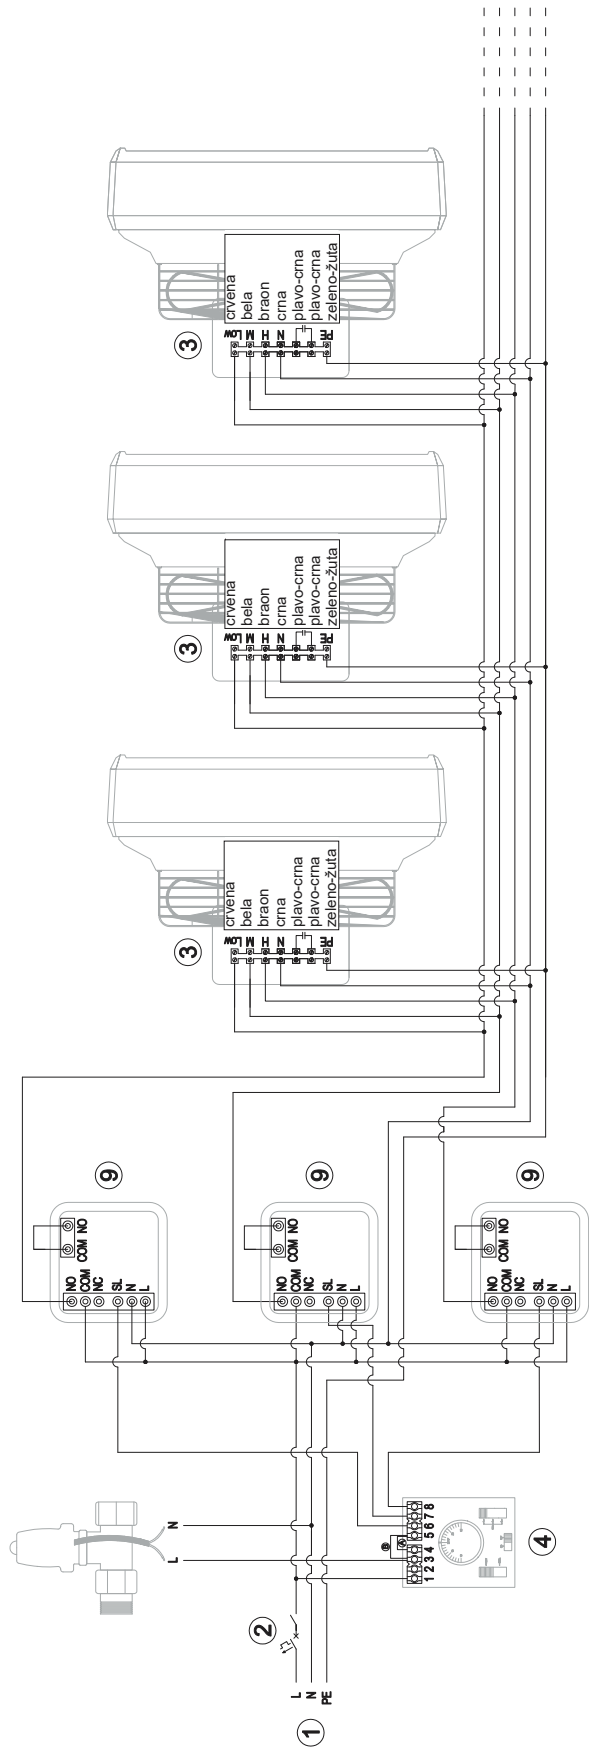 crvena
bela
braon
crna
plavo-crna
plavo-crna
zeleno-žuta
Low
M
H
N
PE
3
crvena
bela
braon
crna
plavo-crna
plavo-crna
zeleno-žuta
Low
M
H
N
PE
3
crvena
bela
braon
crna
plavo-crna
plavo-crna
zeleno-žuta
Low
M
H
N
PE
3
9
COM NO
NO
COM
NC
SL
N
L
9
COM NO
NO
COM
NC
SL
N
L
9
COM NO
NO
COM
NC
SL
N
L
N
L
B
A
1 2 3 4 5 6 7 8
4
2
L
N
PE
1